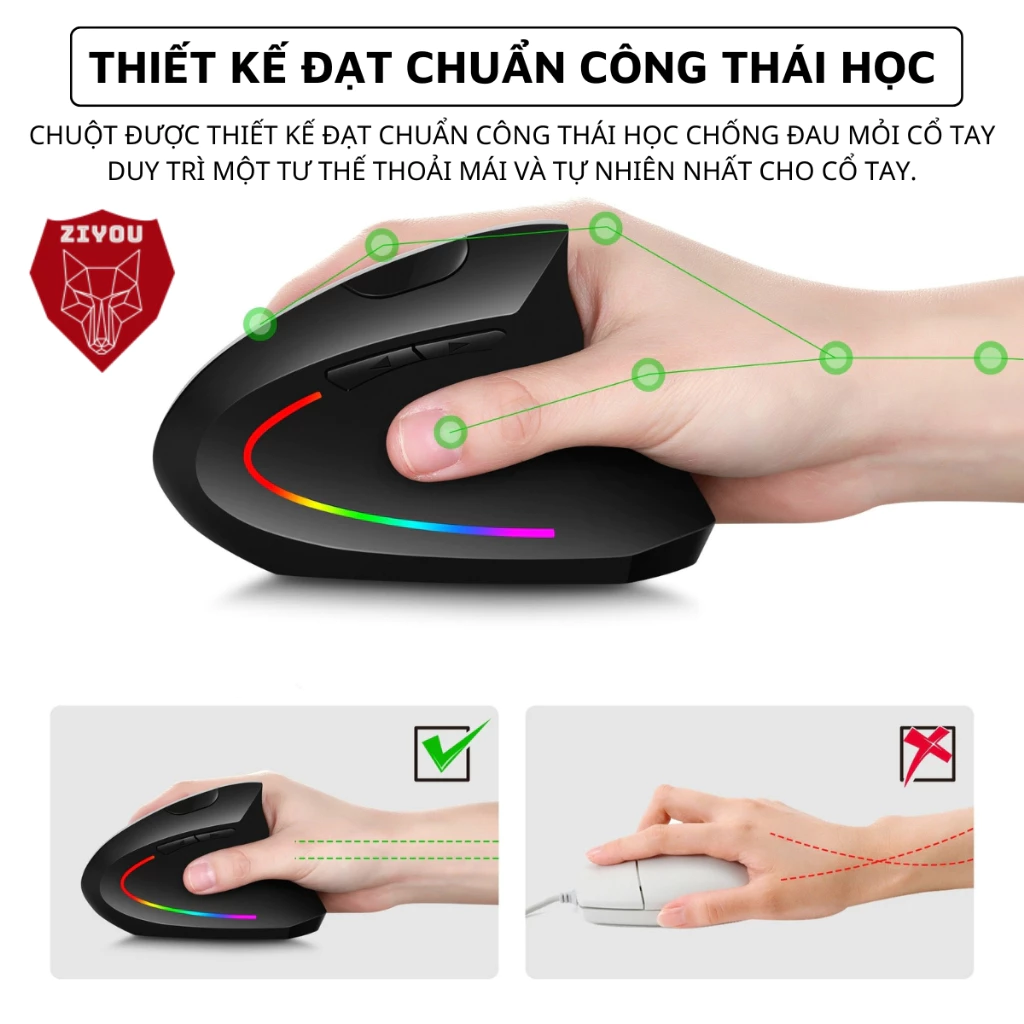 THIẾT KẾ ĐẠT CHUẨN CÔNG THÁI HỌC
CHUỘT ĐƯỢC THIẾT KẾ ĐẠT CHUẨN CÔNG THÁI HỌC CHỐNG ĐAU MỎI CỔ TAY
DUY TRÌ MỘT TƯ THẾ THOẢI MÁI VÀ TỰ NHIÊN NHẤT CHO CỔ TAY.
ZIYOU